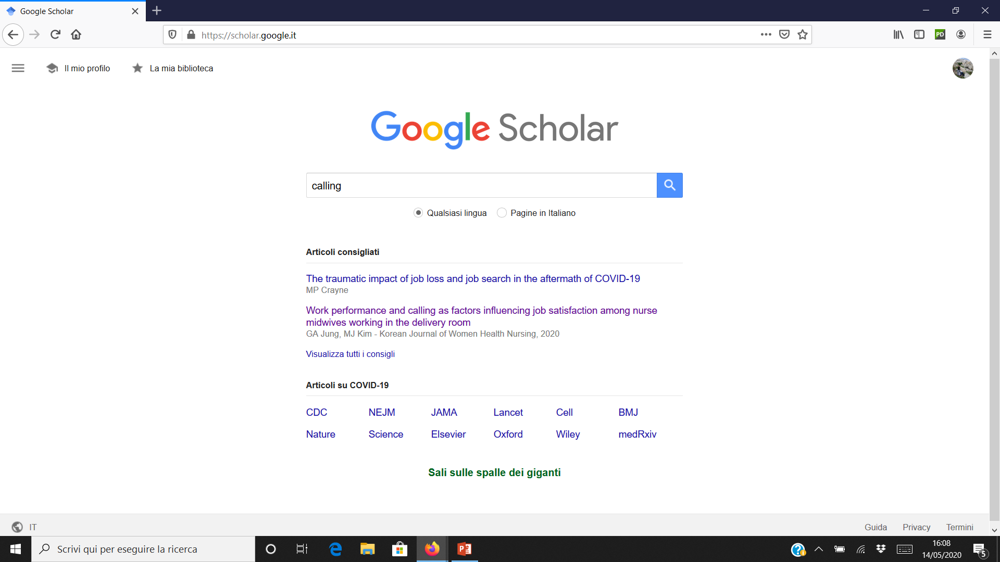 Google Scholar
https://scholar.google.it
PD
Il mio profilo
La mia biblioteca
Google Scholar
calling
Qualsiasi lingua
Pagine in Italiano
Articoli consigliati
The traumatic impact of job loss and job search in the aftermath of COVID-19
MP Crayne
Work performance and calling as factors influencing job satisfaction among nurse
midwives working in the delivery room
GA Jung, MJ Kim - Korean Journal of Women Health Nursing, 2020
Visualizza tutti i consigli
Articoli su COVID-19
CDC NEJM JAMA Lancet Cell BMJ
Nature Science Elsevier Oxford Wiley medRxiv
Sali sulle spalle dei giganti
IT
Guida Privacy Termini
Scrivi qui per eseguire la ricerca
16:08
14/05/2020
5